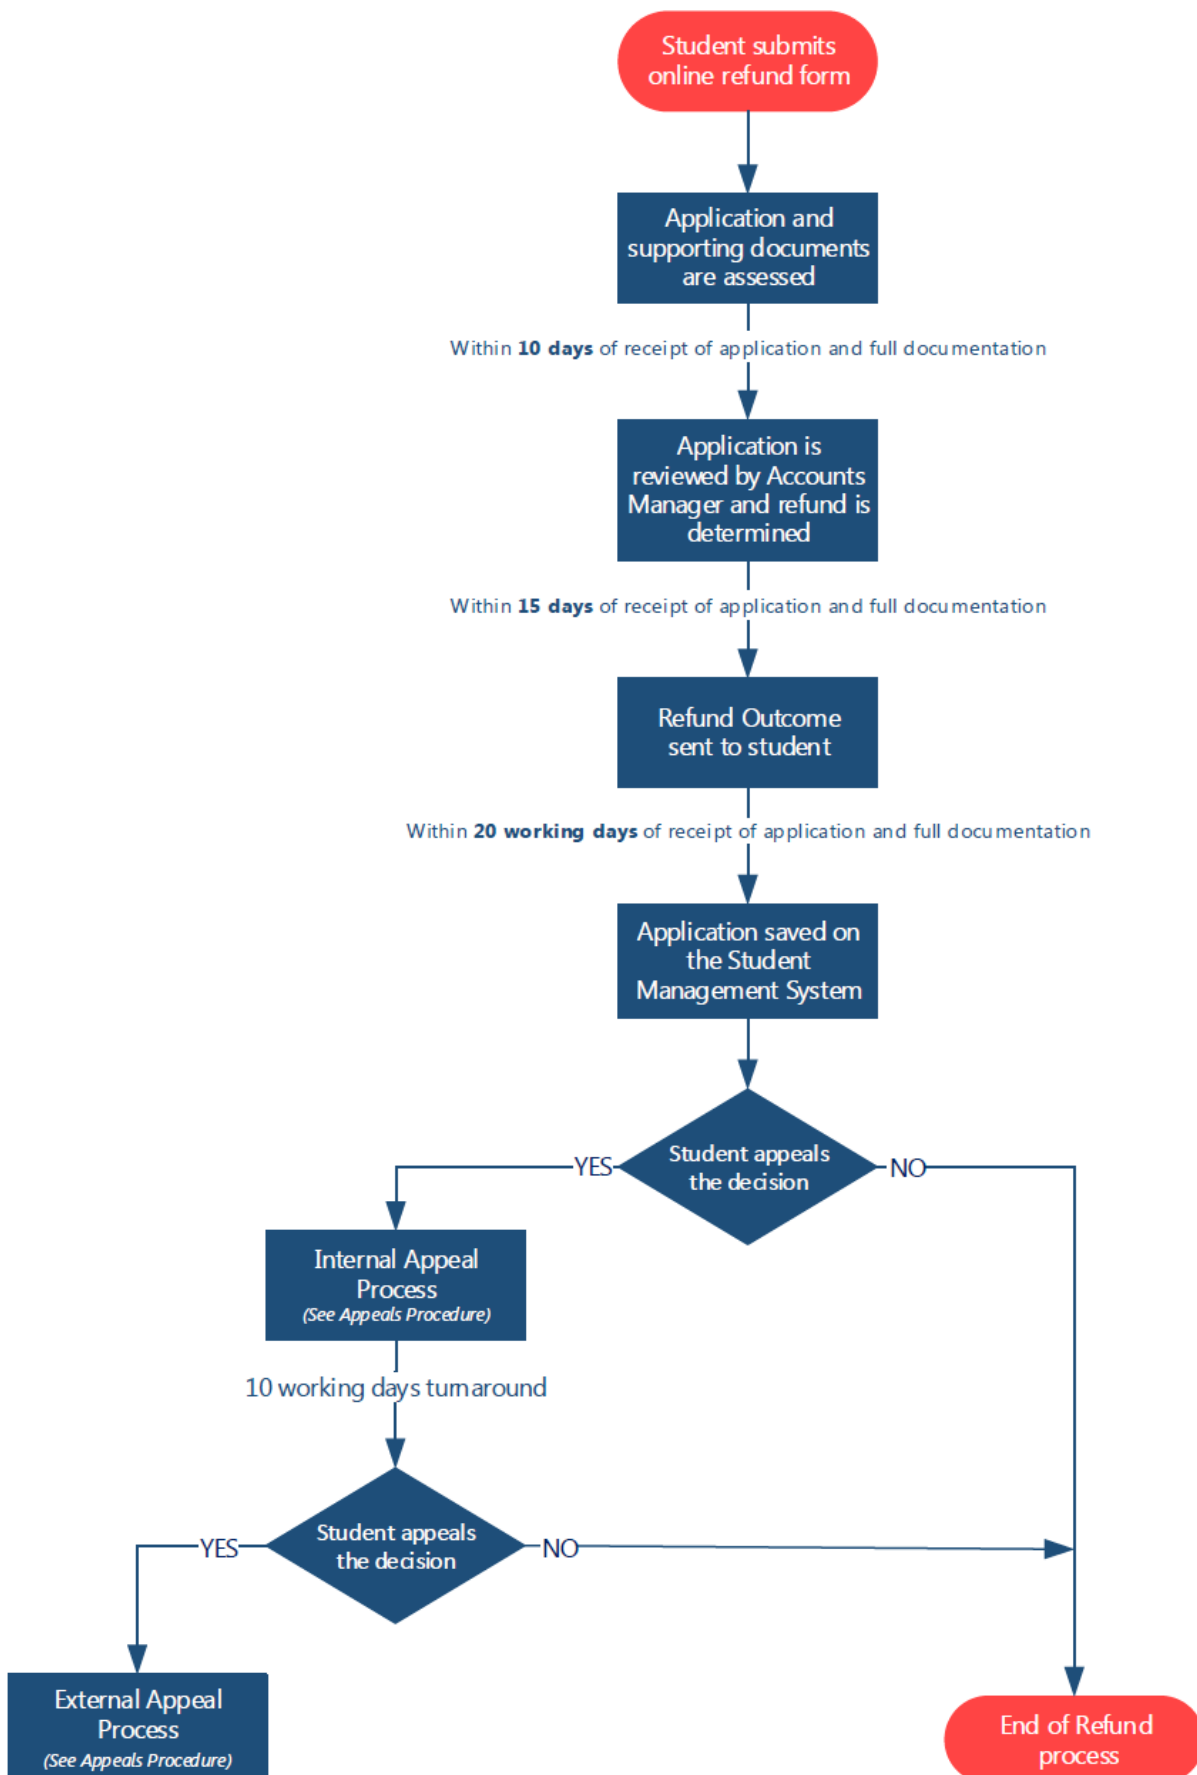 Student submits
online refund form
Application and
supporting documents
are assessed
Within 10 days of receipt of application and full documentation
Application is
reviewed by Accounts
Manager and refund is
determined
Within 15 days of receipt of application and full documentation
Refund Outcome
sent to student
Within 20 working days of receipt of application and full documentation
Application saved on
the Student
Management System
Student appeals
the decision
YES
NO
Internal Appeal
Process
(See Appeals Procedure)
10 working days turnaround
Student appeals
the decision
YES
NO
External Appeal
Process
(See Appeals Procedure)
End of Refund
process